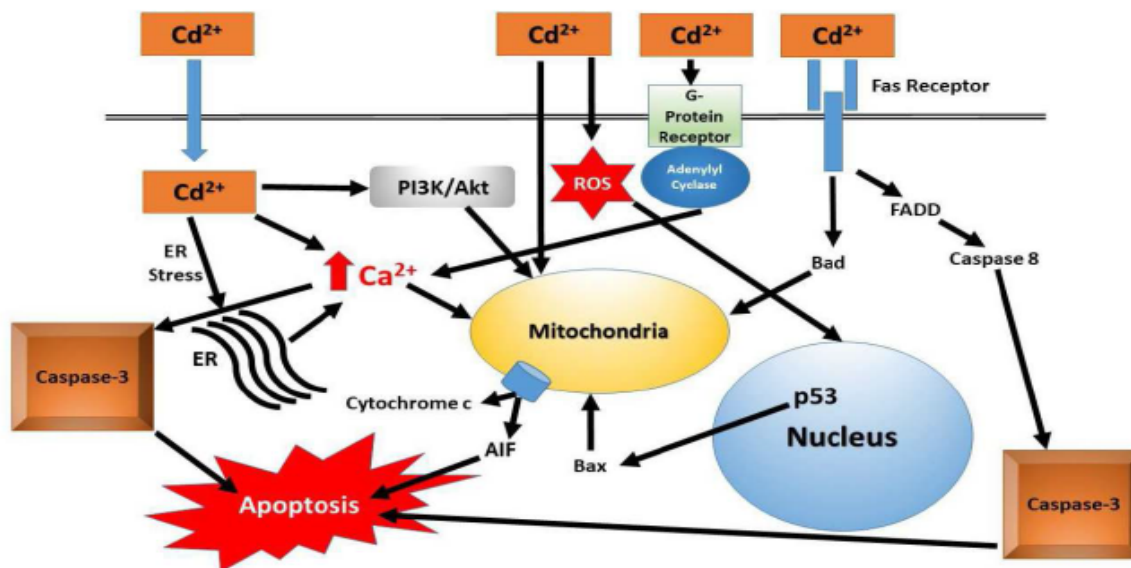 Cd²⁺
Cd²⁺
Cd²⁺
Cd²⁺
Fas Receptor
G-
Protein
Receptor
Adenylyl
Cyclase
ROS
Cd²⁺
PI3K/Akt
FADD
ER
Stress
Ca²⁺
Bad
Caspase 8
Mitochondria
ER
Caspase-3
Cytochrome c
p53
Nucleus
AIF
Bax
Apoptosis
Caspase-3